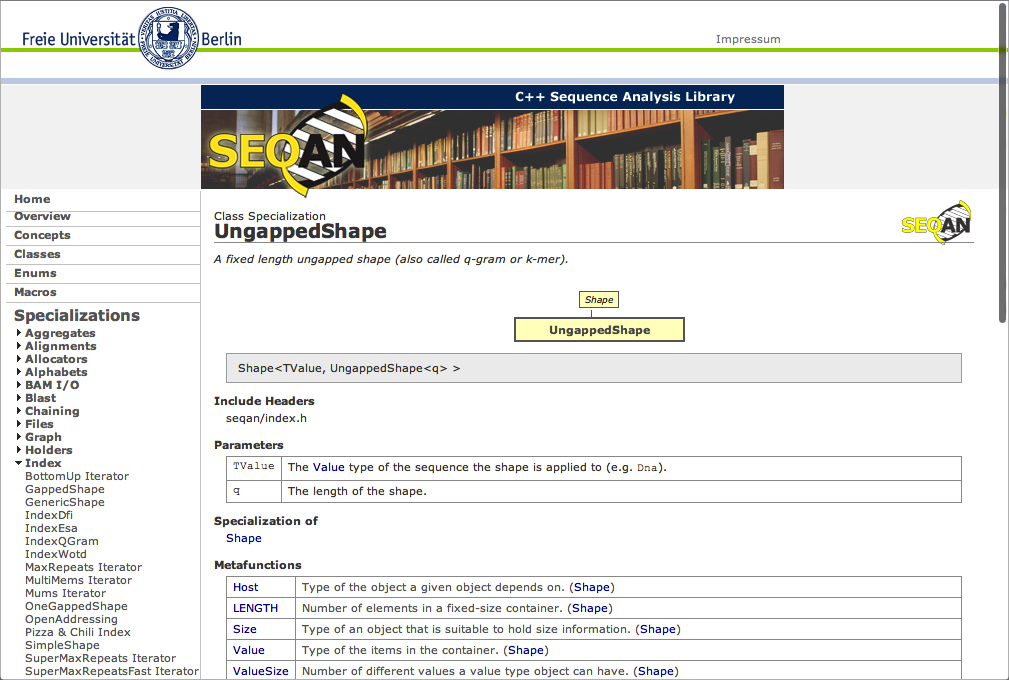 Freie Universität Berlin
Impressum
C++ Sequence Analysis Library
SEQAN
Home
Overview
Concepts
Classes
Enums
Macros
Specializations
Aggregates
Alignments
Allocators
Alphabets
BAM I/O
Blast
Chaining
Files
Graph
Holders
Index
BottomUp Iterator
GappedShape
GenericShape
IndexDfi
IndexEsa
IndexQGram
IndexWotd
MaxRepeats Iterator
MultiMems Iterator
Mums Iterator
OneGappedShape
OpenAddressing
Pizza & Chili Index
SimpleShape
SuperMaxRepeats Iterator
SuperMaxRepeatsFast Iterator
Class Specialization
UngappedShape
SEQAN
A fixed length ungapped shape (also called q-gram or k-mer).
Shape
UngappedShape
Shape<TValue, UngappedShape<q> >
Include Headers
seqan/index.h
Parameters
TValue The Value type of the sequence the shape is applied to (e.g. Dna).
q The length of the shape.
Specialization of
Shape
Metafunctions
Host Type of the object a given object depends on. (Shape)
LENGTH Number of elements in a fixed-size container. (Shape)
Size Type of an object that is suitable to hold size information. (Shape)
Value Type of the items in the container. (Shape)
ValueSize Number of different values a value type object can have. (Shape)